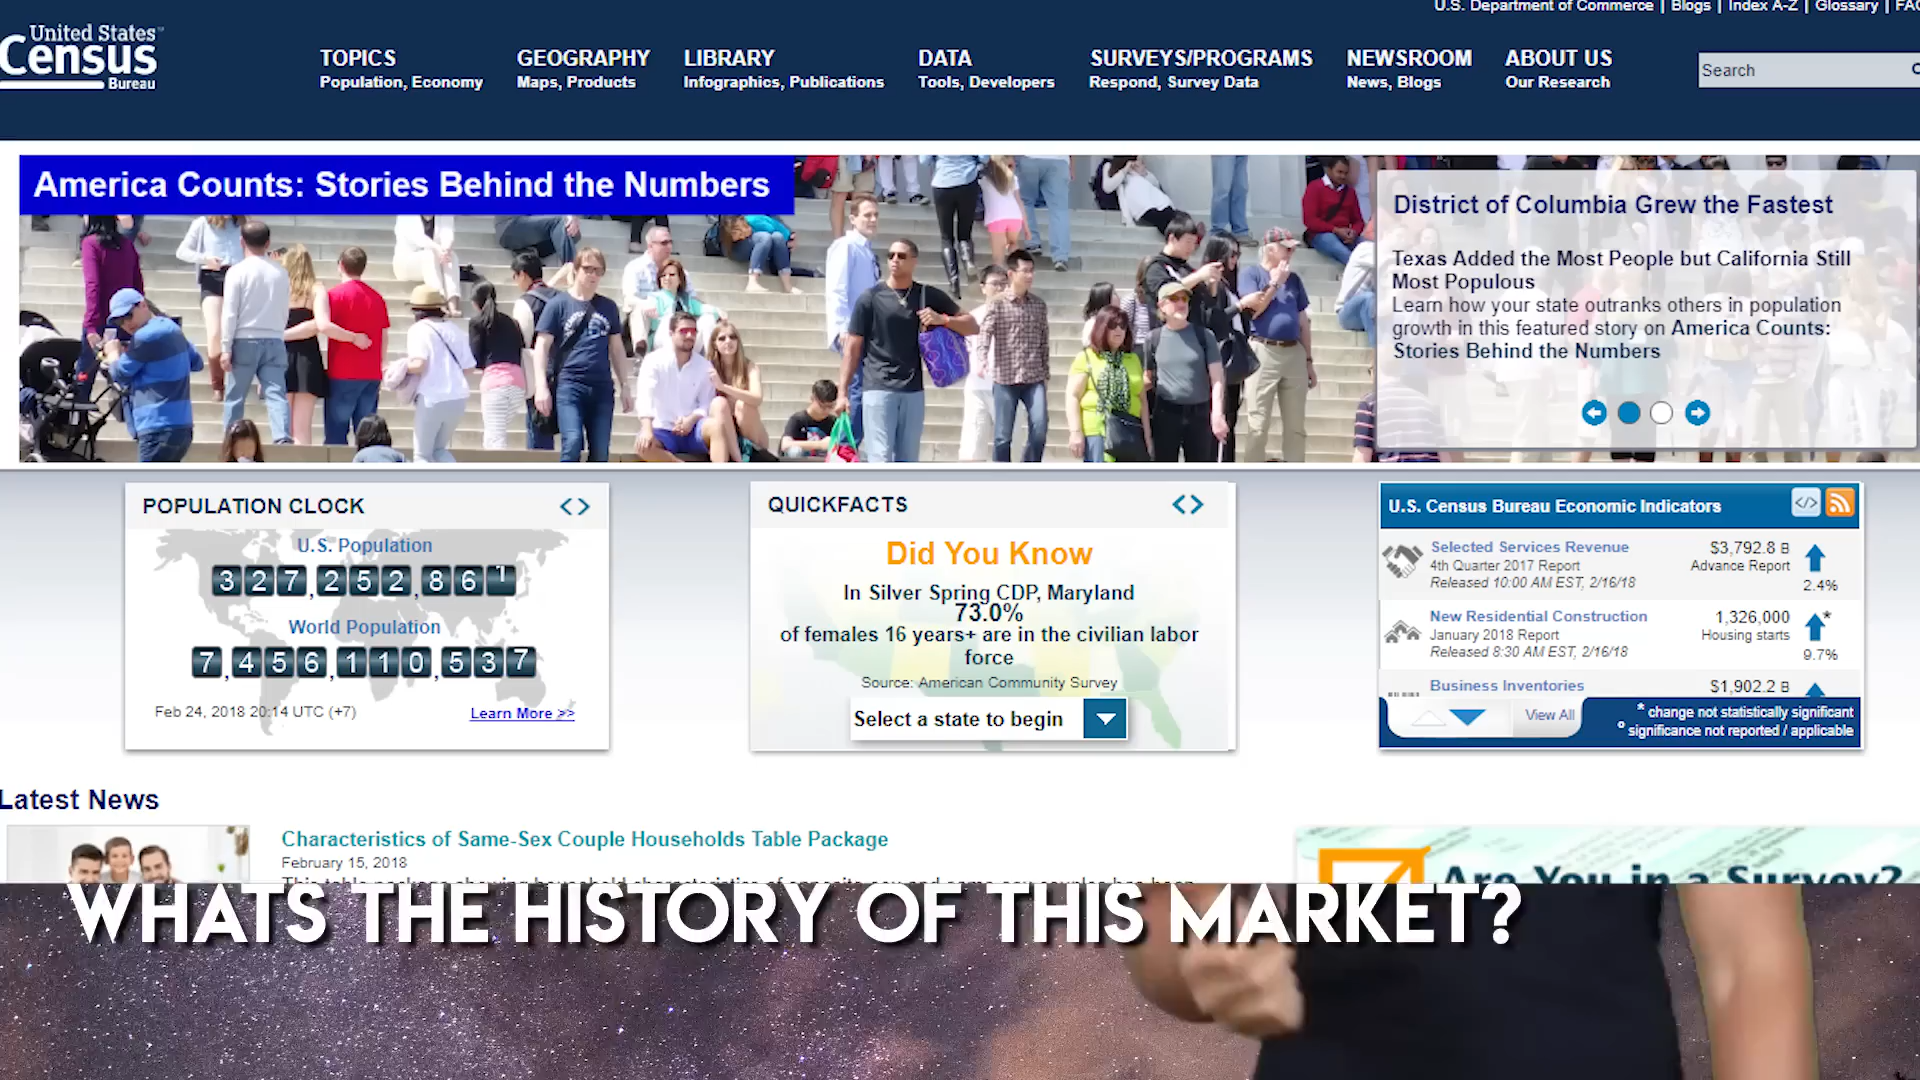 U.S. Department of Commerce | Blogs | Index A-Z | Glossary | FAQ
United States
Census
Bureau
TOPICS
Population, Economy
GEOGRAPHY
Maps, Products
LIBRARY
Infographics, Publications
DATA
Tools, Developers
SURVEYS/PROGRAMS
Respond, Survey Data
NEWSROOM
News, Blogs
ABOUT US
Our Research
Search
America Counts: Stories Behind the Numbers
District of Columbia Grew the Fastest
Texas Added the Most People but California Still
Most Populous
Learn how your state outranks others in population
growth in this featured story on America Counts:
Stories Behind the Numbers
POPULATION CLOCK
U.S. Population
327,252,861
World Population
7,456,110,537
Feb 24, 2018 20:14 UTC (+7)
Learn More >>
QUICKFACTS
Did You Know
In Silver Spring CDP, Maryland
73.0%
of females 16 years+ are in the civilian labor
force
Source: American Community Survey
Select a state to begin
U.S. Census Bureau Economic Indicators
Selected Services Revenue
4th Quarter 2017 Report
Released 10:00 AM EST, 2/16/18
$3,792.8 B
Advance Report
2.4%
New Residential Construction
January 2018 Report
Released 8:30 AM EST, 2/16/18
1,326,000
Housing starts
*
9.7%
Business Inventories
$1,902.2 B
View All
* change not statistically significant
° significance not reported / applicable
Latest News
Characteristics of Same-Sex Couple Households Table Package
February 15, 2018
Are You in a Survey?
WHATS THE HISTORY OF THIS MARKET?